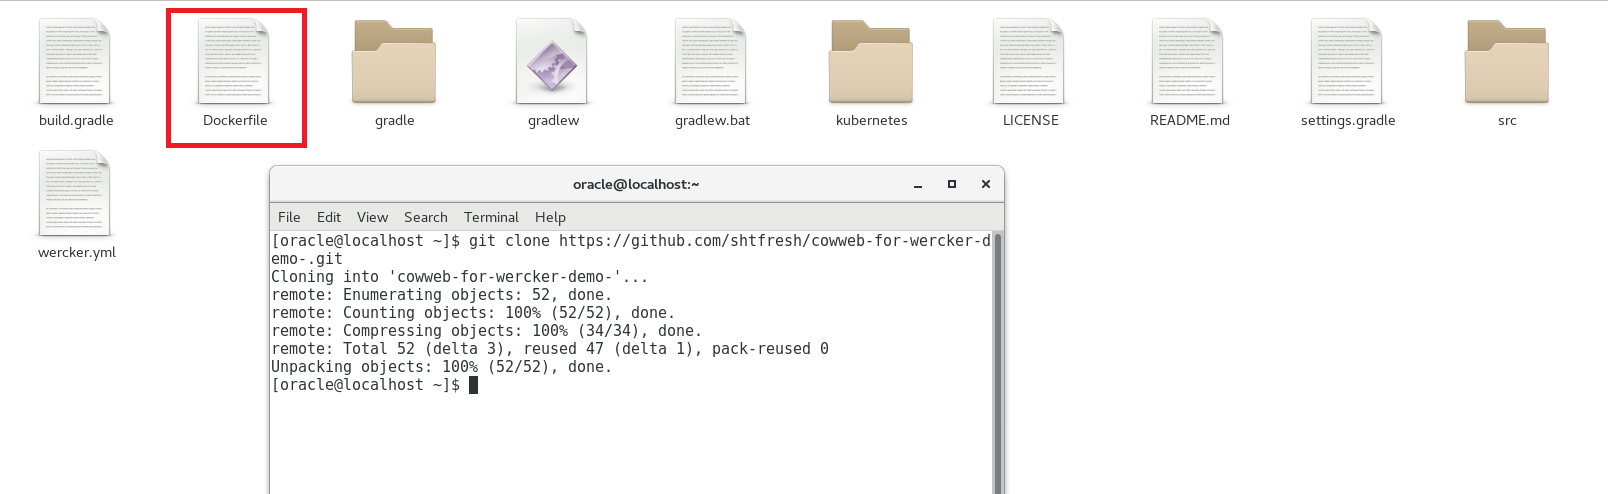 build.gradle
Dockerfile
gradle
gradlew
gradlew.bat
kubernetes
LICENSE
README.md
settings.gradle
src
wercker.yml
oracle@localhost:~
File Edit View Search Terminal Help
[oracle@localhost ~]$ git clone https://github.com/shtfresh/cowweb-for-wercker-d
emo-.git
Cloning into 'cowweb-for-wercker-demo-'...
remote: Enumerating objects: 52, done.
remote: Counting objects: 100% (52/52), done.
remote: Compressing objects: 100% (34/34), done.
remote: Total 52 (delta 3), reused 47 (delta 1), pack-reused 0
Unpacking objects: 100% (52/52), done.
[oracle@localhost ~]$